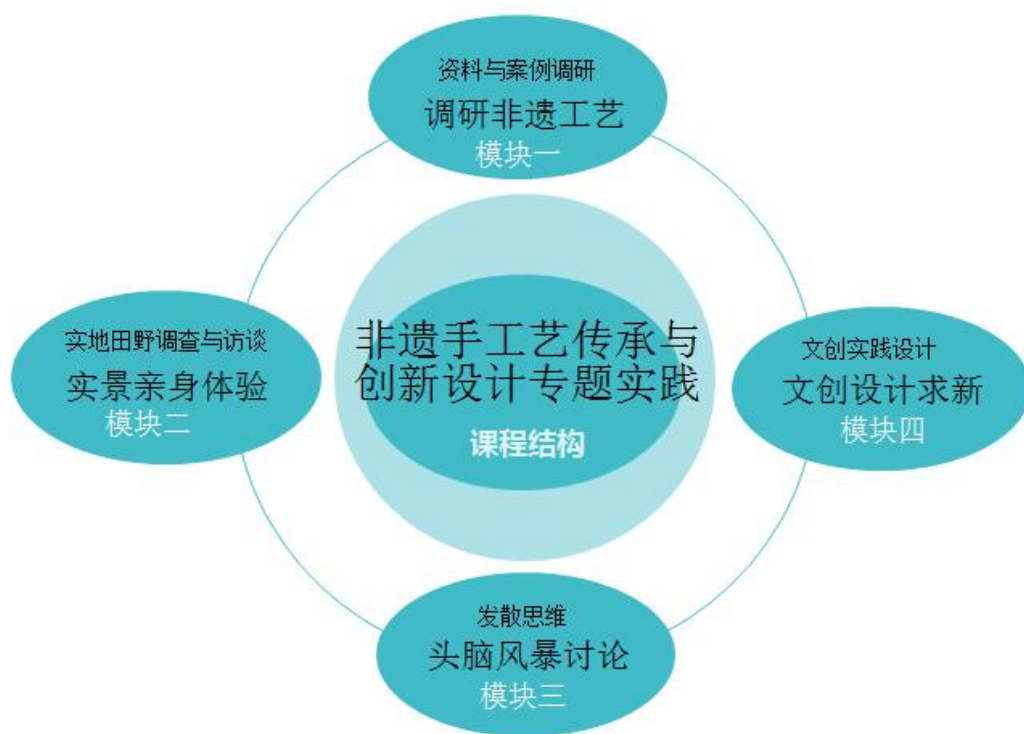 资料与案例调研
调研非遗工艺
模块一
实地田野调查与访谈
实景亲身体验
模块二
非遗手工艺传承与
创新设计专题实践
课程结构
文创实践设计
文创设计求新
模块四
发散思维
头脑风暴讨论
模块三